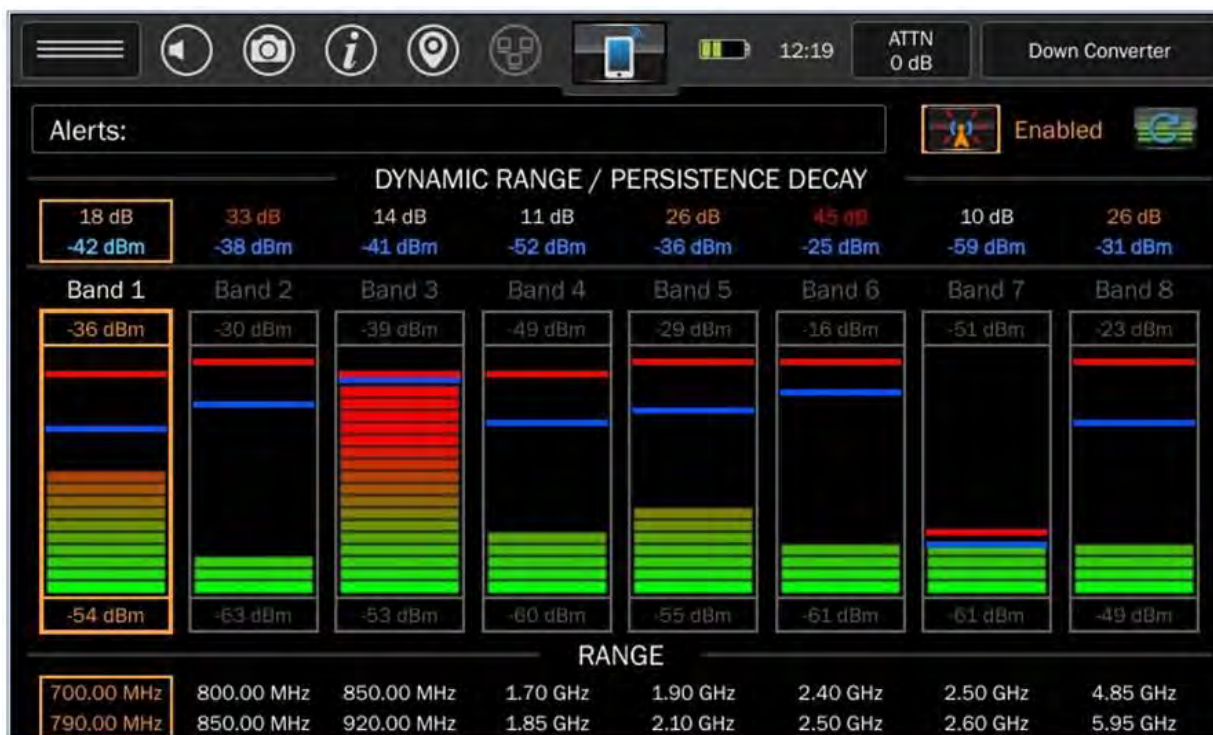 12:19
ATTN
0 dB
Down Converter
Alerts:
Enabled
DYNAMIC RANGE / PERSISTENCE DECAY
18 dB 33 dB 14 dB 11 dB 26 dB 45 dB 10 dB 26 dB
-42 dBm -38 dBm -41 dBm -52 dBm -36 dBm -25 dBm -59 dBm -31 dBm
Band 1 Band 2 Band 3 Band 4 Band 5 Band 6 Band 7 Band 8
-36 dBm -30 dBm -39 dBm -49 dBm -29 dBm -16 dBm -51 dBm -23 dBm
-54 dBm -63 dBm -53 dBm -60 dBm -55 dBm -61 dBm -61 dBm -49 dBm
RANGE
700.00 MHz 800.00 MHz 850.00 MHz 1.70 GHz 1.90 GHz 2.40 GHz 2.50 GHz 4.85 GHz
790.00 MHz 850.00 MHz 920.00 MHz 1.85 GHz 2.10 GHz 2.50 GHz 2.60 GHz 5.95 GHz